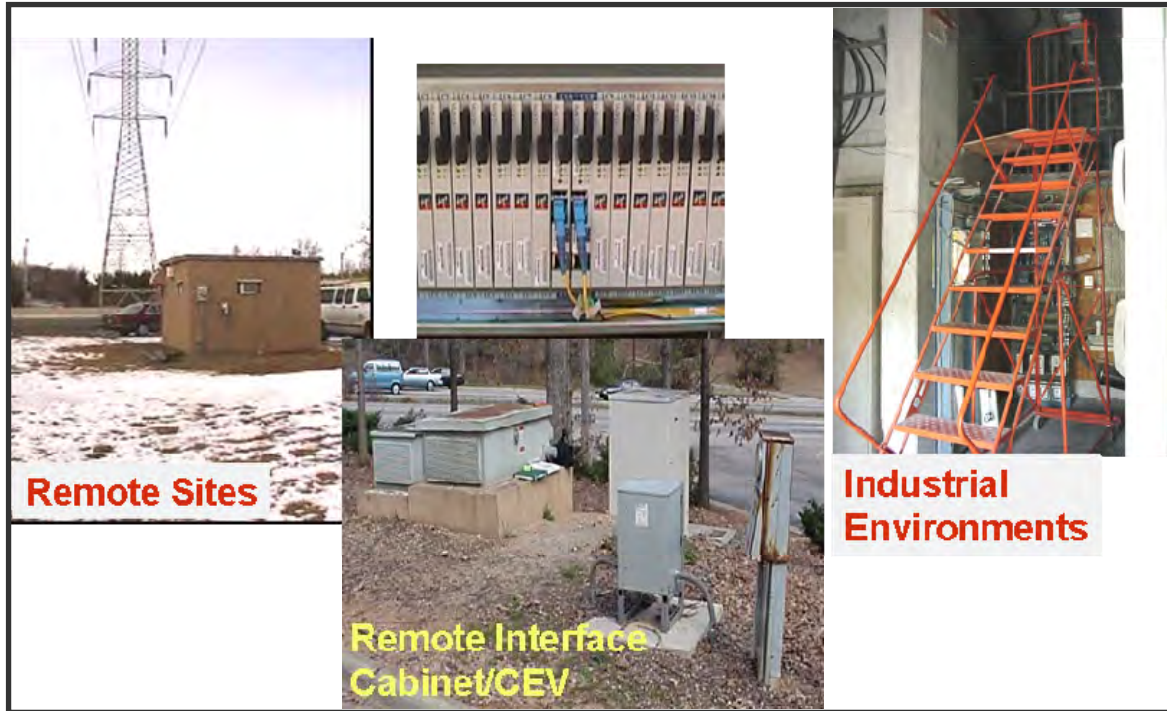 Remote Sites
Remote Interface
Cabinet/CEV
Industrial
Environments